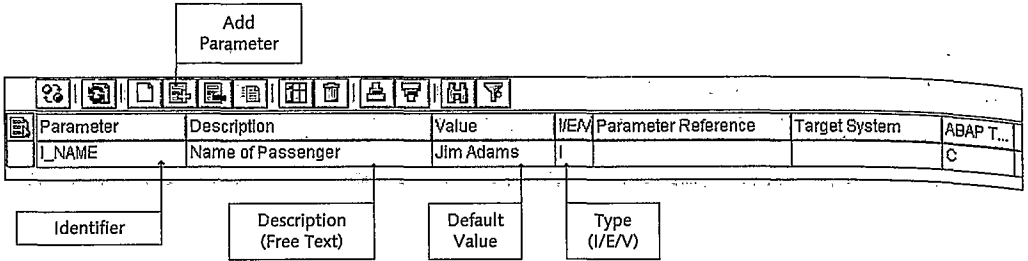 Add
Parameter
Parameter Description Value I/E/V Parameter Reference Target System ABAP T...
I_NAME Name of Passenger Jim Adams I C
Identifier
Description
(Free Text)
Default
Value
Type
(I/E/V)